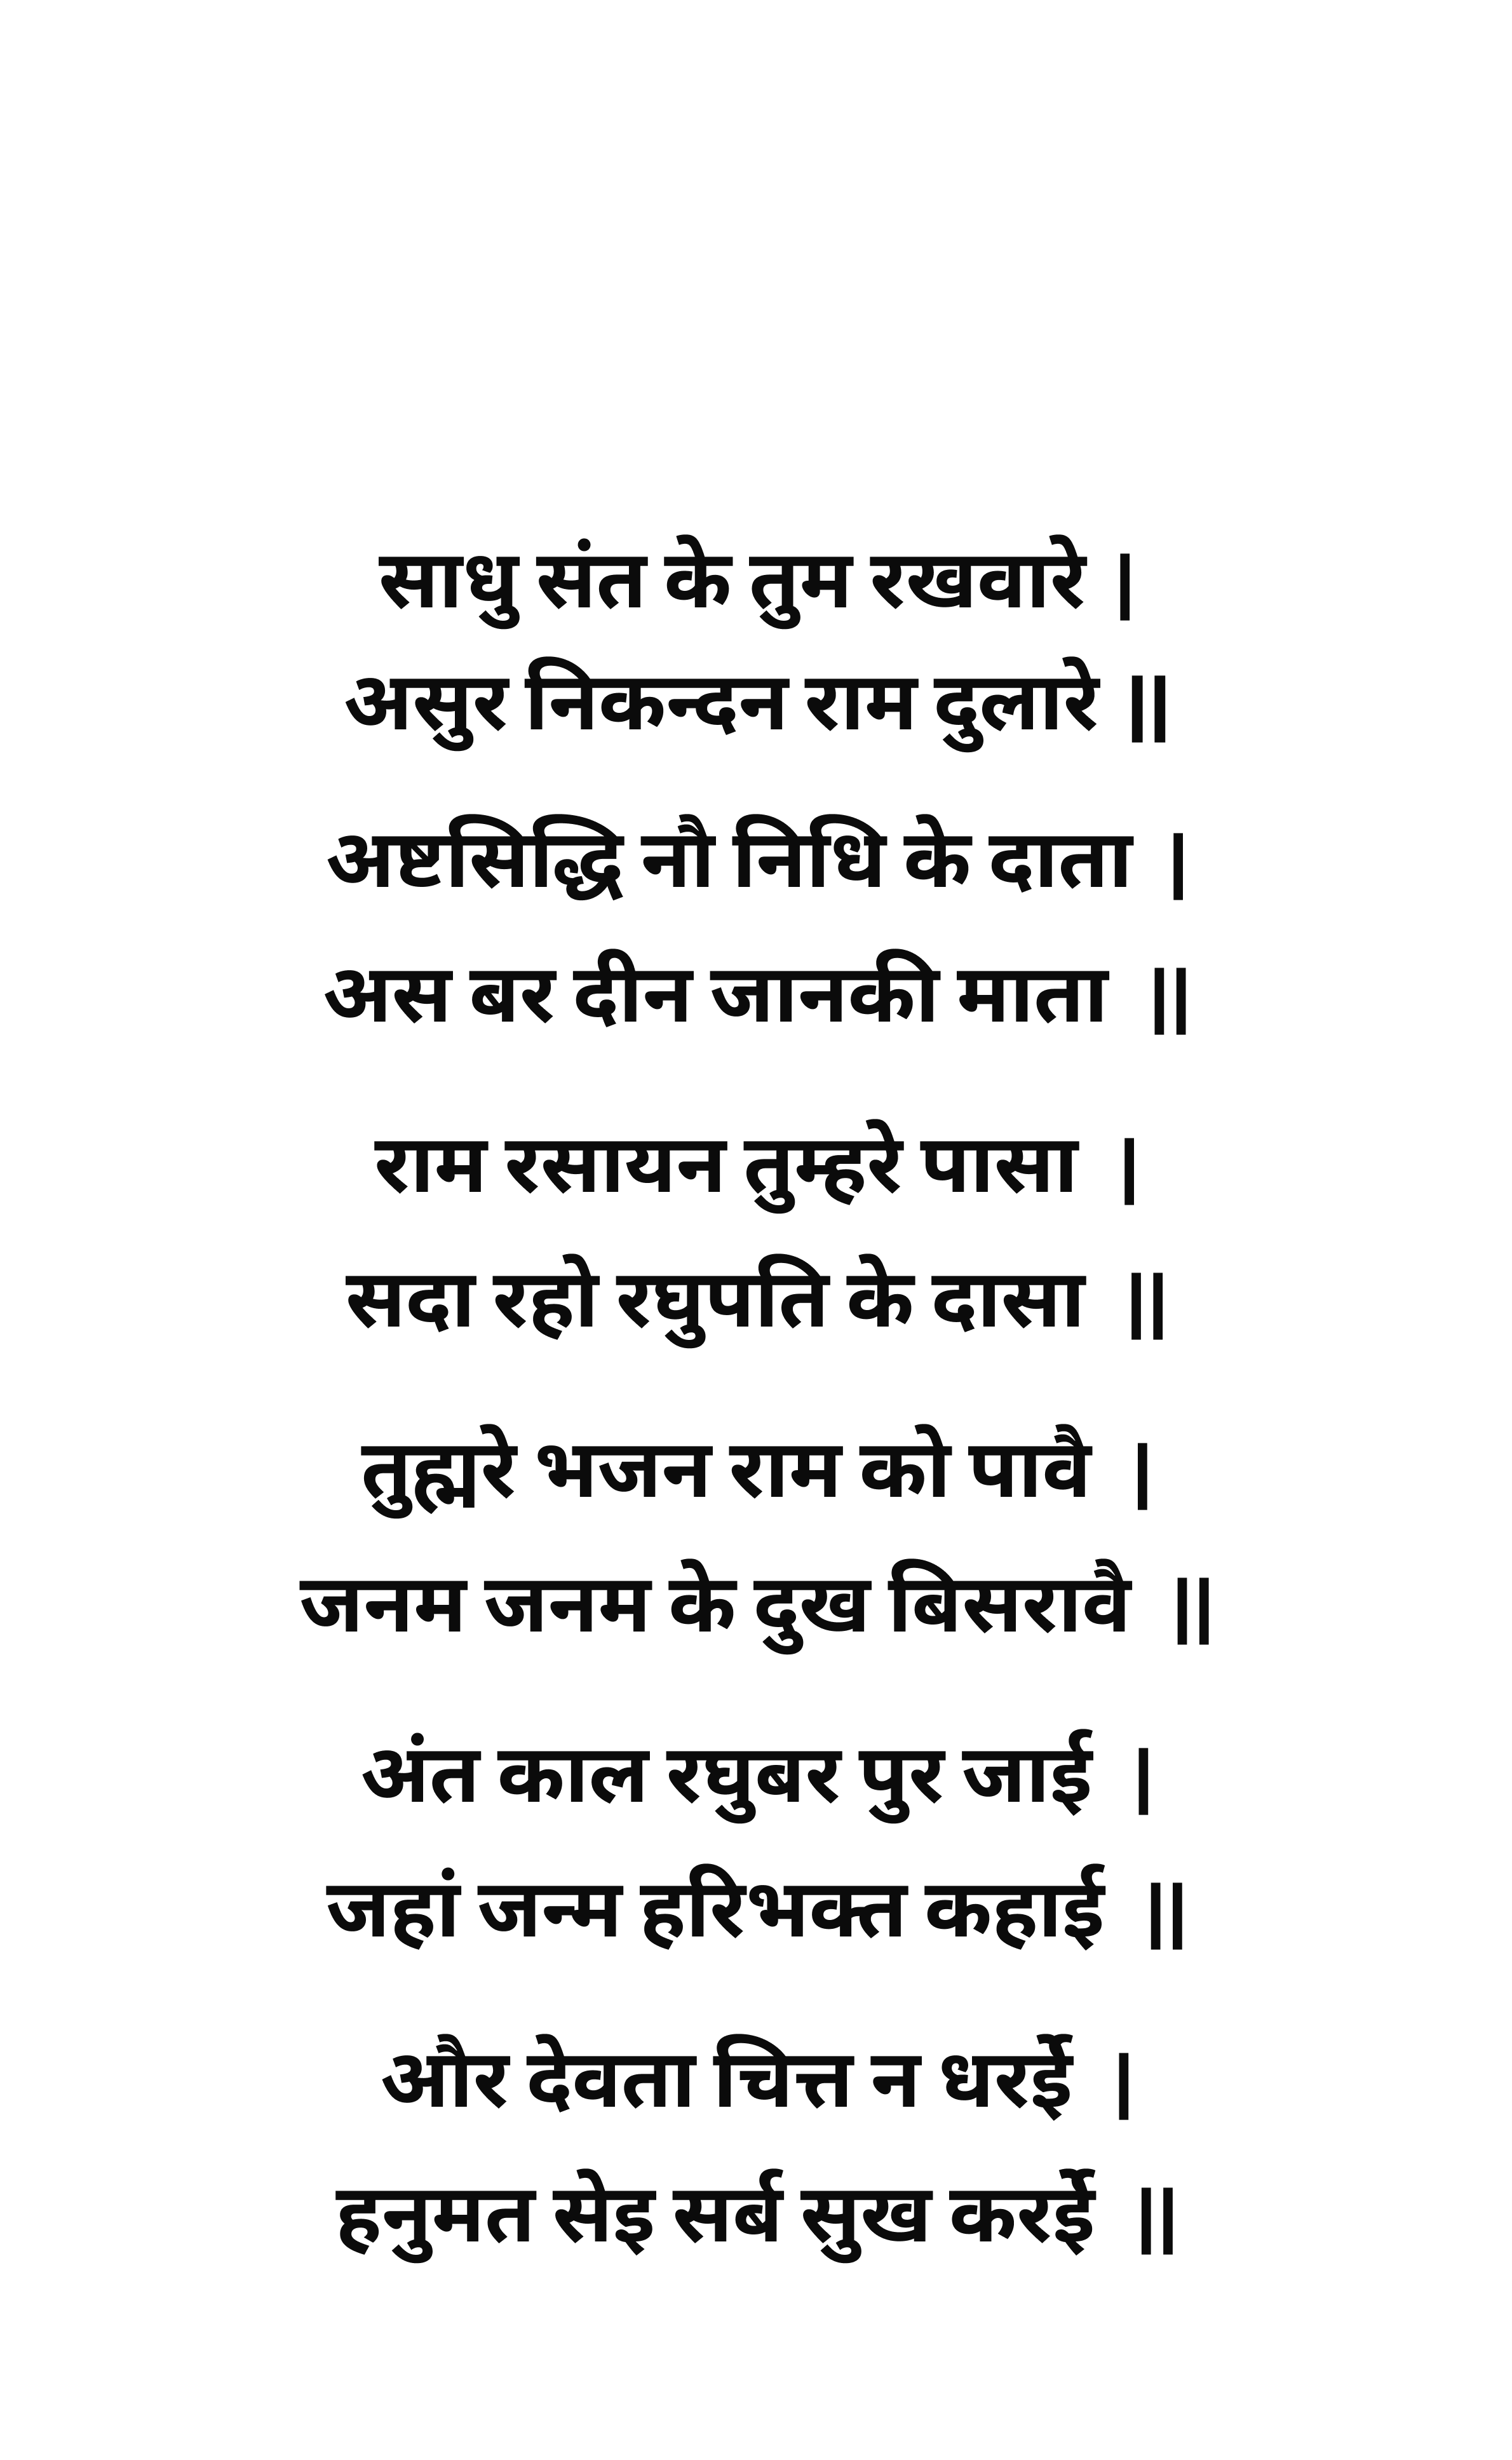 साधु संत के तुम रखवारे |
असुर निकन्दन राम दुलारे ||
अष्टसिद्धि नौ निधि के दाता |
अस बर दीन जानकी माता ||
राम रसायन तुम्हरे पासा |
सदा रहो रघुपति के दासा ||
तुह्मरे भजन राम को पावै |
जनम जनम के दुख बिसरावै ||
अंत काल रघुबर पुर जाई |
जहां जन्म हरिभक्त कहाई ||
और देवता चित्त न धरई |
हनुमत सेइ सर्ब सुख करई ||